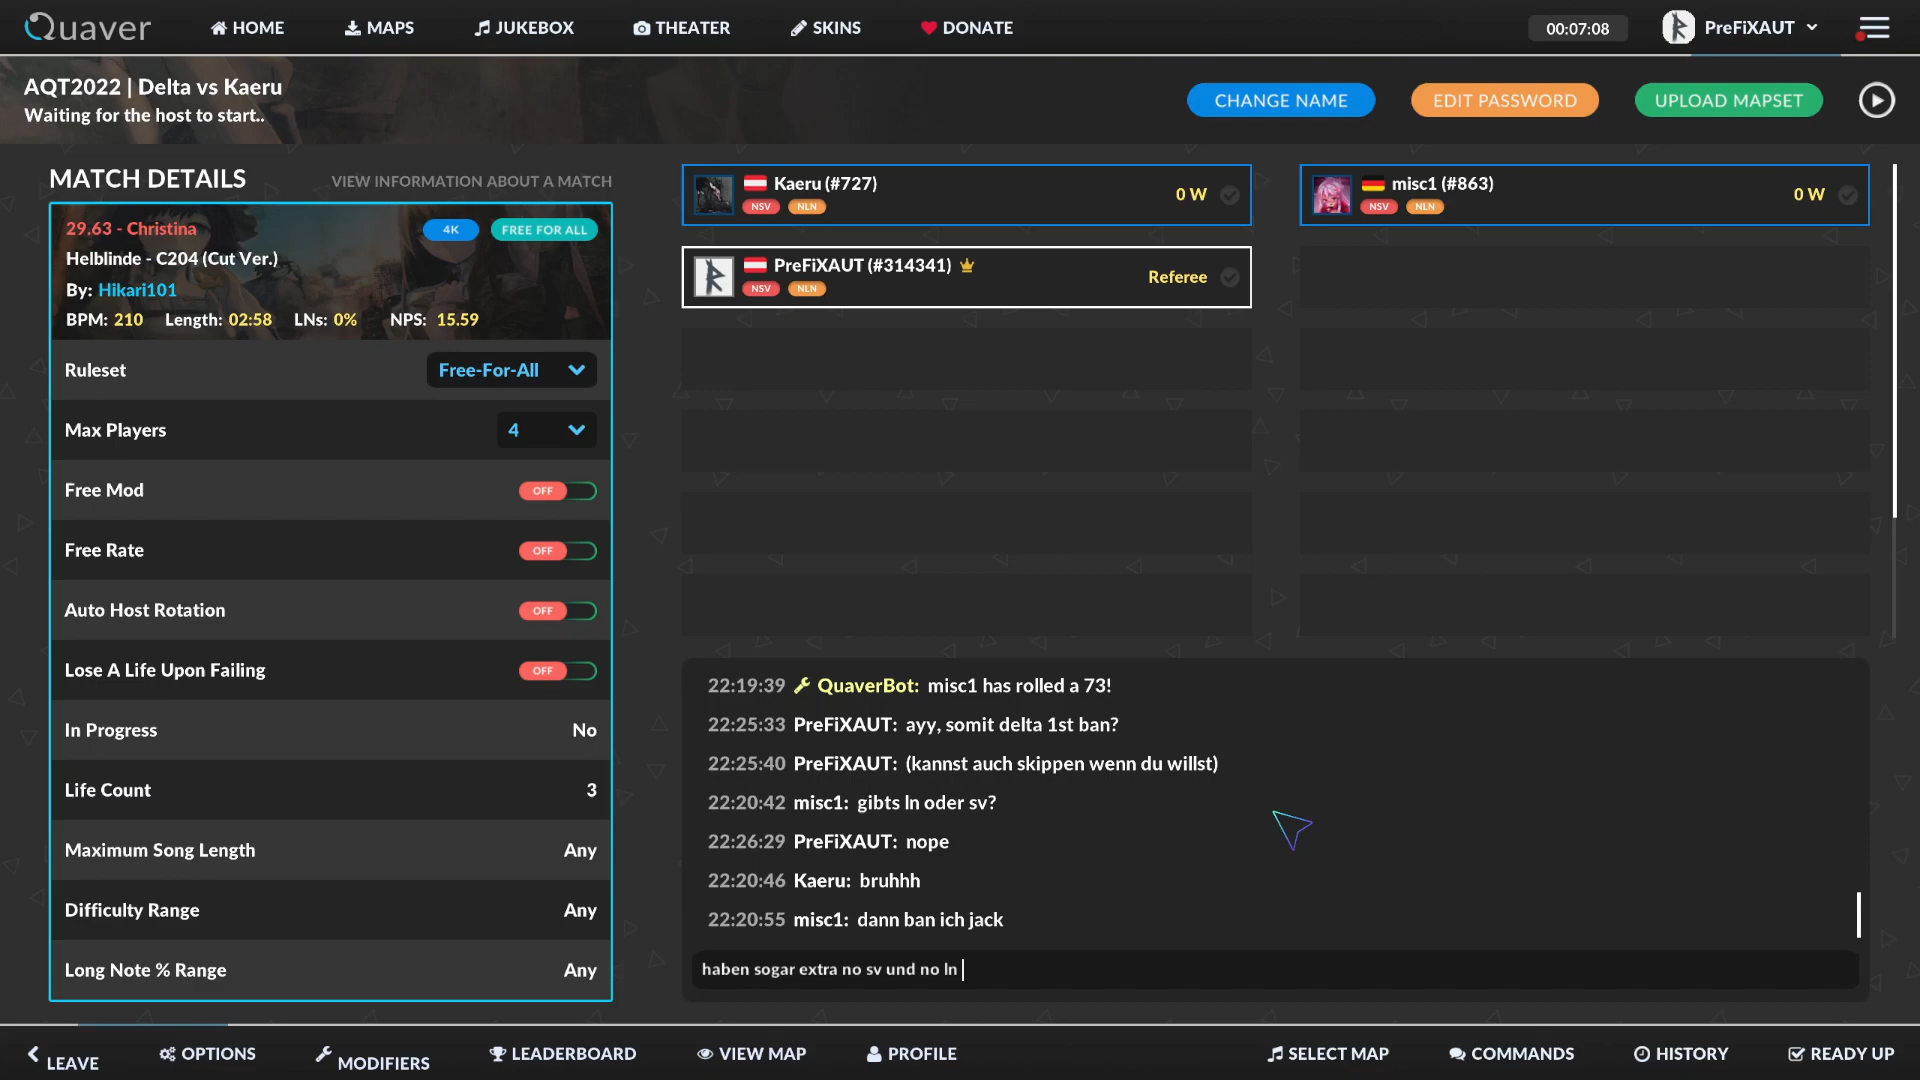 Quaver
HOME
MAPS
JUKEBOX
THEATER
SKINS
DONATE
00:07:08
PreFiXAUT
AQT2022 | Delta vs Kaeru
Waiting for the host to start..
CHANGE NAME
EDIT PASSWORD
UPLOAD MAPSET
MATCH DETAILS
VIEW INFORMATION ABOUT A MATCH
29.63 - Christina
4K
FREE FOR ALL
Helblinde - C204 (Cut Ver.)
By: Hikari101
BPM: 210 Length: 02:58 LNs: 0% NPS: 15.59
Ruleset
Free-For-All
Max Players
4
Free Mod
OFF
Free Rate
OFF
Auto Host Rotation
OFF
Lose A Life Upon Failing
OFF
In Progress
No
Life Count
3
Maximum Song Length
Any
Difficulty Range
Any
Long Note % Range
Any
Kaeru (#727)
NSV NLN
0 W
misc1 (#863)
NSV NLN
0 W
PreFiXAUT (#314341)
NSV NLN
Referee
22:19:39 QuaverBot: misc1 has rolled a 73!
22:25:33 PreFiXAUT: ayy, somit delta 1st ban?
22:25:40 PreFiXAUT: (kannst auch skippen wenn du willst)
22:20:42 misc1: gibts ln oder sv?
22:26:29 PreFiXAUT: nope
22:20:46 Kaeru: bruhhh
22:20:55 misc1: dann ban ich jack
haben sogar extra no sv und no ln
LEAVE
OPTIONS
MODIFIERS
LEADERBOARD
VIEW MAP
PROFILE
SELECT MAP
COMMANDS
HISTORY
READY UP